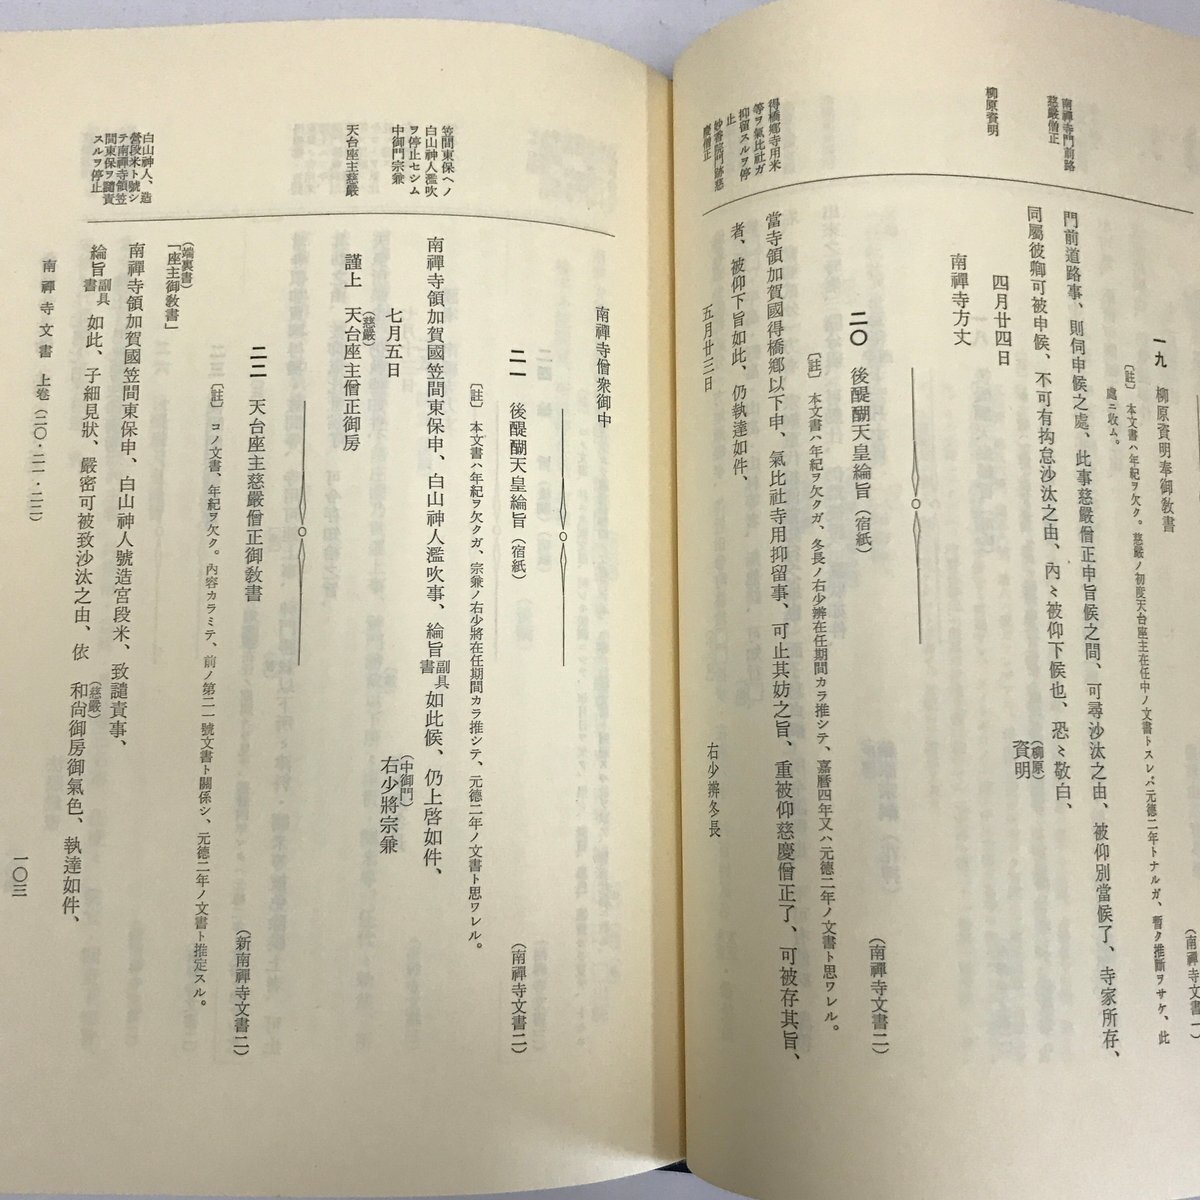 南禪寺門前路
慈嚴僧正
柳原資明
得橋鄉寺用米
等ヲ氣比社ガ
抑留スルヲ停
止
妙香院門跡慈
慶僧正
(南禪寺文書一)
一九 柳原資明奉御敎書
〔註〕 本文書ハ年紀ヲ欠ク。慈嚴ノ初度天台座主在任中ノ文書トスレバ元德二年トナルガ、暫ク推斷ヲサケ、此
處ニ收ム。
門前道路事、則伺申候之處、此事慈嚴僧正申旨候之間、可尋沙汰之由、被仰別當候了、寺家所存、
同屬彼卿可被申候、不可有拘怠沙汰之由、內〻被仰下候也、恐〻敬白、
四月廿四日 (柳原)資明
南禪寺方丈
(南禪寺文書二)
二〇 後醍醐天皇綸旨(宿紙)
〔註〕 本文書ハ年紀ヲ欠クガ、冬長ノ右少辨在任期間カラ推シテ、嘉曆四年又ハ元德二年ノ文書ト思ワレル。
當寺領加賀國得橋鄉以下申、氣比社寺用抑留事、可止其妨之旨、重被仰慈慶僧正了、可被存其旨、
者、被仰下旨如此、仍執達如件、
五月廿三日 右少辨冬長
南禪寺僧衆御中
笠間東保ヘノ
白山神人濫吹
ヲ停止セシム
中御門宗兼
天台座主慈嚴
白山神人、造
營段米ト號シ
テ南禪寺領笠
間東保ヲ譴責
スルヲ停止
(南禪寺文書二)
二一 後醍醐天皇綸旨(宿紙)
〔註〕 本文書ハ年紀ヲ欠クガ、宗兼ノ右少將在任期間カラ推シテ、元德二年ノ文書ト思ワレル。
南禪寺領加賀國笠間東保申、白山神人濫吹事、綸旨副具書如此候、仍上啓如件、
七月五日 (中御門)右少將宗兼
謹上 (慈嚴)天台座主僧正御房
(新南禪寺文書二)
二二 天台座主慈嚴僧正御敎書
〔註〕 コノ文書、年紀ヲ欠ク。內容カラミテ、前ノ第二一號文書ト關係シ、元德二年ノ文書ト推定スル。
(端裏書)
「座主御敎書」
南禪寺領加賀國笠間東保申、白山神人號造宮段米、致譴責事、
綸旨副具書如此、子細見狀、嚴密可被致沙汰之由、依 (慈嚴)和尙御房御氣色、執達如件、
南禪寺文書 上卷(二〇・二一・二二)
一〇三